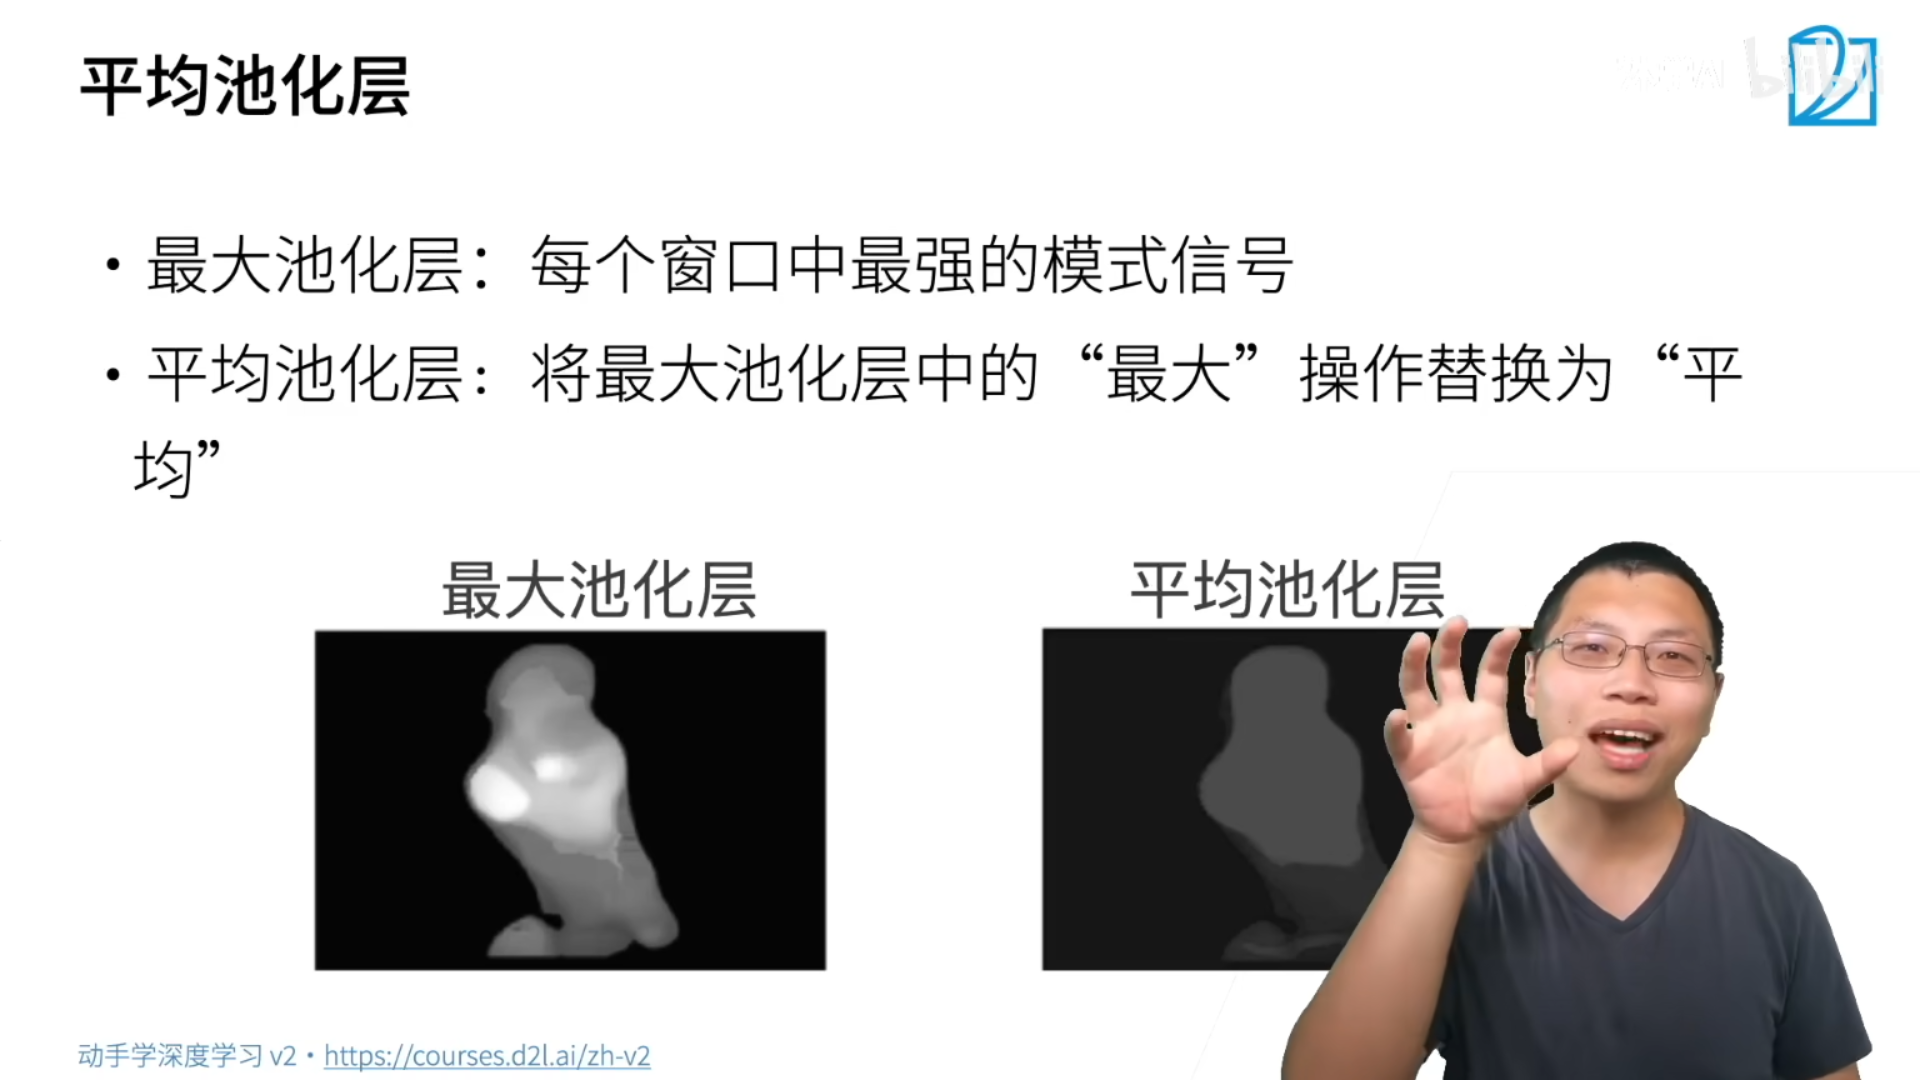 平均池化层
bilibili
• 最大池化层：每个窗口中最强的模式信号
• 平均池化层：将最大池化层中的“最大”操作替换为“平
均”
最大池化层
平均池化层
动手学深度学习 v2 • https://courses.d2l.ai/zh-v2